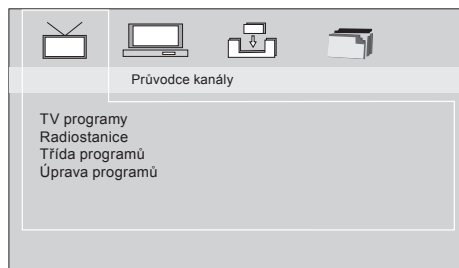 Průvodce kanály
TV programy
Radiostanice
Třída programů
Úprava programů